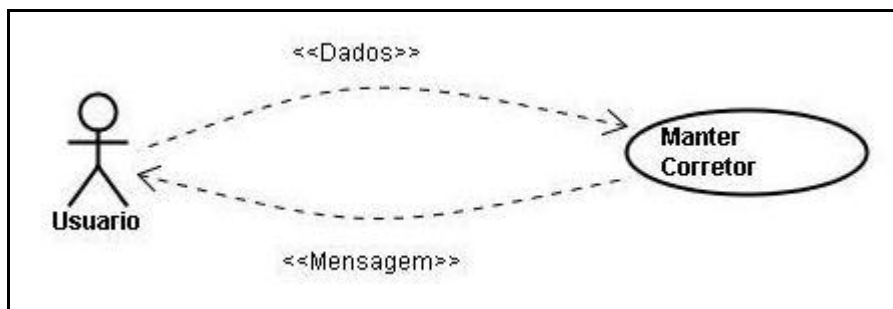 <<Dados>>
Manter
Corretor
Usuario
<<Mensagem>>